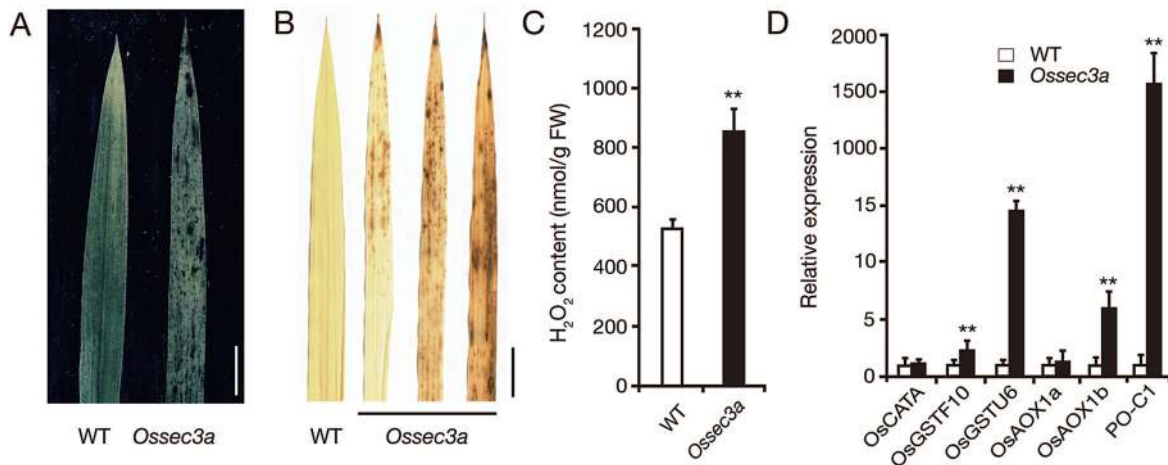 A
WT Ossec3a
B
WT Ossec3a
C
H₂O₂ content (nmol/g FW)
1200
1000
800
600
400
200
0
**
WT
Ossec3a
D
Relative expression
2000
1500
1000
15
5
0
WT
Ossec3a
**
**
**
**
OsCATA
OsGSTF10
OsGSTU6
OsAOX1a
OsAOX1b
PO-C1